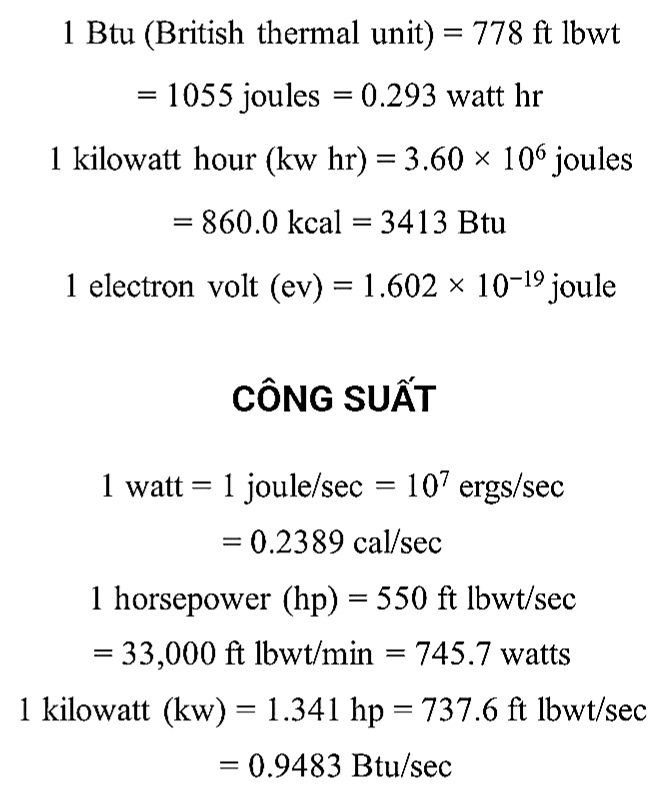 1 Btu (British thermal unit) = 778 ft lbwt
= 1055 joules = 0.293 watt hr
1 kilowatt hour (kw hr) = 3.60 × 10⁶ joules
= 860.0 kcal = 3413 Btu
1 electron volt (ev) = 1.602 × 10⁻¹⁹ joule
CÔNG SUẤT
1 watt = 1 joule/sec = 10⁷ ergs/sec
= 0.2389 cal/sec
1 horsepower (hp) = 550 ft lbwt/sec
= 33,000 ft lbwt/min = 745.7 watts
1 kilowatt (kw) = 1.341 hp = 737.6 ft lbwt/sec
= 0.9483 Btu/sec